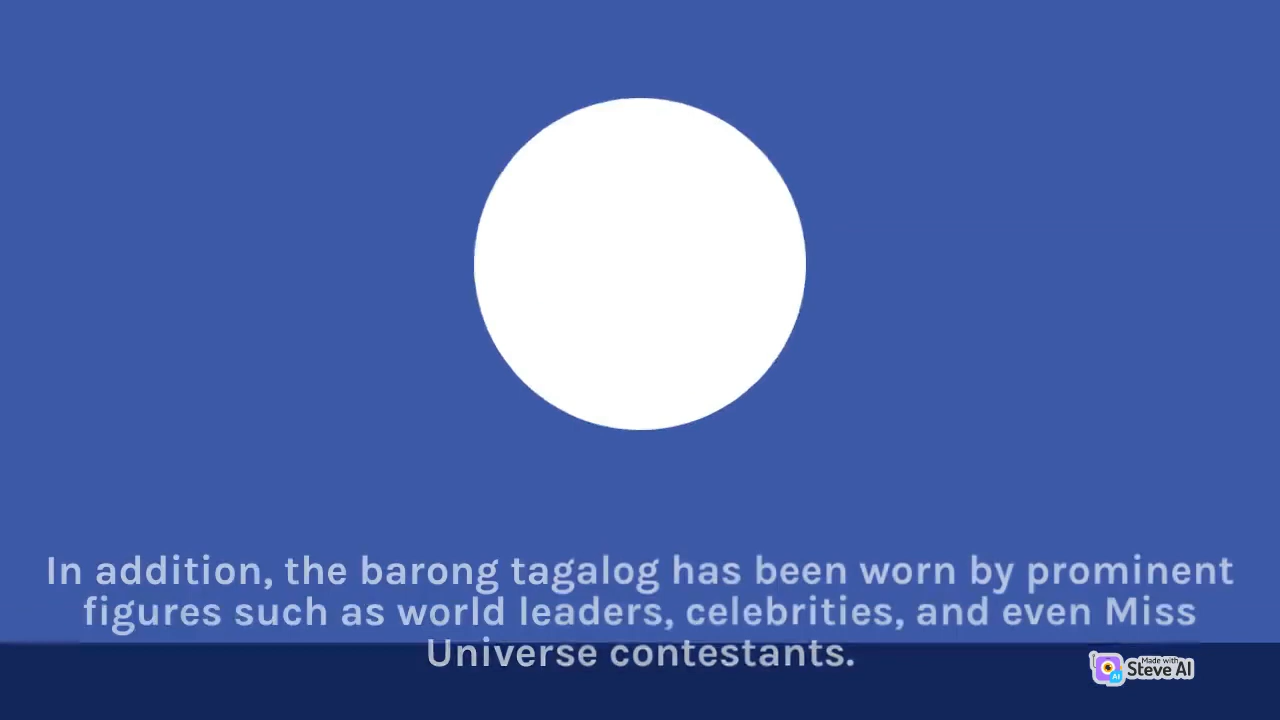 In addition, the barong tagalog has been worn by prominent
figures such as world leaders, celebrities, and even Miss
Universe contestants.
Made with
Steve AI
AI